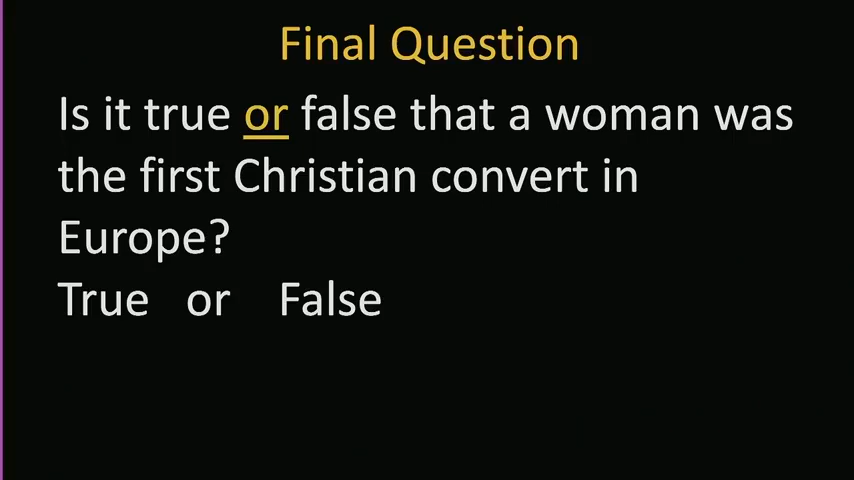 Final Question
Is it true or false that a woman was
the first Christian convert in
Europe?
True or False